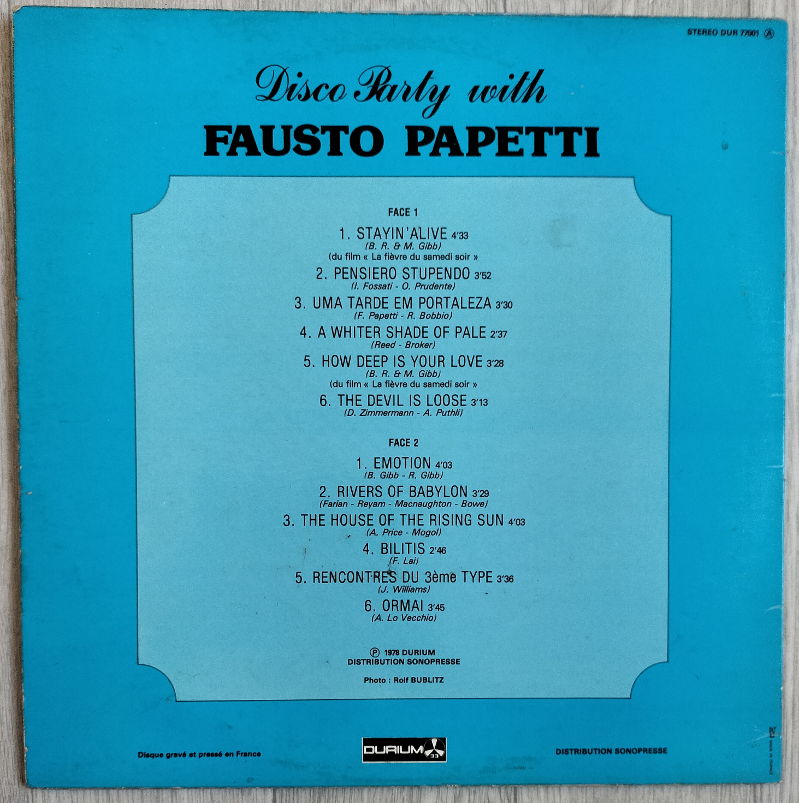 STEREO DUR 77901 Ⓐ
Disco Party with
FAUSTO PAPETTI
FACE 1
1. STAYIN'ALIVE 4'33
(B. R. & M. Gibb)
(du film « La fièvre du samedi soir »
2. PENSIERO STUPENDO 3'52
(I. Fossati - O. Prudente)
3. UMA TARDE EM PORTALEZA 3'30
(F. Papetti - R. Bobbio)
4. A WHITER SHADE OF PALE 2'37
(Reed - Broker)
5. HOW DEEP IS YOUR LOVE 3'28
(B. R. & M. Gibb)
(du film « La fièvre du samedi soir »
6. THE DEVIL IS LOOSE 3'13
(D. Zimmermann - A. Puthli)
FACE 2
1. EMOTION 4'03
(B. Gibb - R. Gibb)
2. RIVERS OF BABYLON 3'29
(Farian - Reyam - Macnaughton - Bowe)
3. THE HOUSE OF THE RISING SUN 4'03
(A. Price - Mogol)
4. BILITIS 2'46
(F. Lai)
5. RENCONTRES DU 3ème TYPE 3'36
(J. Williams)
6. ORMAI 3'45
(A. Lo Vecchio)
Ⓟ 1978 DURIUM
DISTRIBUTION SONOPRESSE
Photo : Rolf BUBLITZ
Disque gravé et pressé en France
DURIUM 33
DISTRIBUTION SONOPRESSE